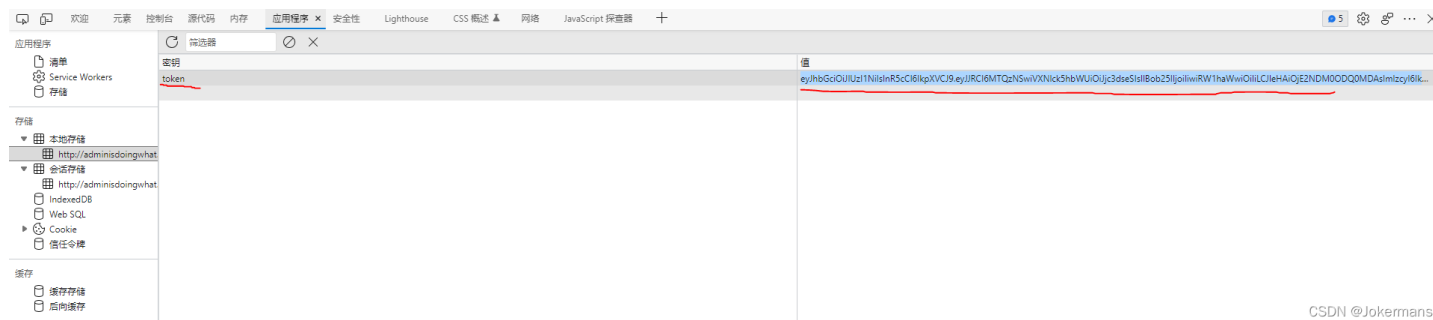 欢迎 元素 控制台 源代码 内存 应用程序 × 安全性 Lighthouse CSS 概述 网络 JavaScript 探查器 + 5
应用程序 筛选器
清单 密钥 值
Service Workers token
存储
存储
本地存储
http://adminisdoingwhat
会话存储
http://adminisdoingwhat
IndexedDB
Web SQL
Cookie
信任令牌
缓存
缓存存储
后向缓存
CSDN @Jokermans